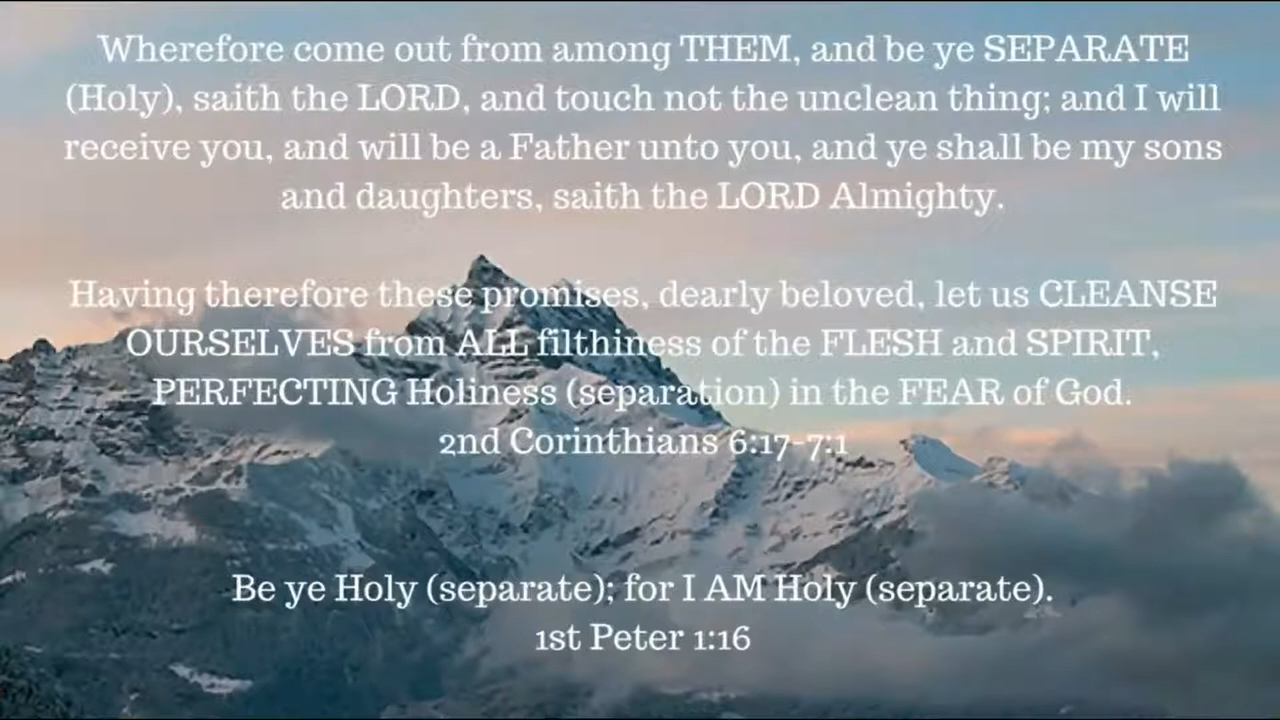 Wherefore come out from among THEM, and be ye SEPARATE
(Holy), saith the LORD, and touch not the unclean thing; and I will
receive you, and will be a Father unto you, and ye shall be my sons
and daughters, saith the LORD Almighty.
Having therefore these promises, dearly beloved, let us CLEANSE
OURSELVES from ALL filthiness of the FLESH and SPIRIT,
PERFECTING Holiness (separation) in the FEAR of God.
2nd Corinthians 6:17-7:1
Be ye Holy (separate); for I AM Holy (separate).
1st Peter 1:16